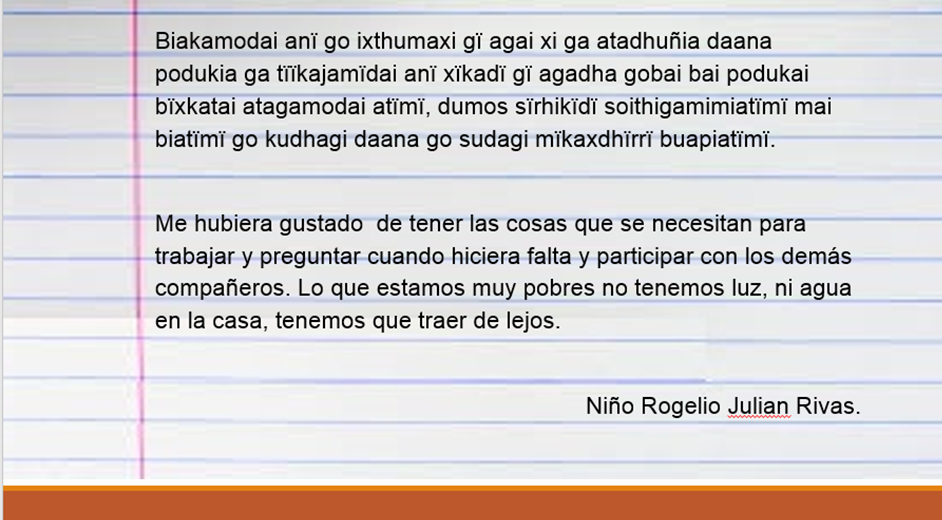 Biakamodai anï go ixthumaxi gï agai xi ga atadhuñia daana
podukia ga tïïkajamïdai anï xïkadï gï agadha gobai bai podukai
bïxkatai atagamodai atïmï, dumos sïrhikïdï soithigamimiatïmï mai
biatïmï go kudhagi daana go sudagi mïkaxdhïrrï buapiatïmï.
Me hubiera gustado de tener las cosas que se necesitan para
trabajar y preguntar cuando hiciera falta y participar con los demás
compañeros. Lo que estamos muy pobres no tenemos luz, ni agua
en la casa, tenemos que traer de lejos.
Niño Rogelio Julian Rivas.